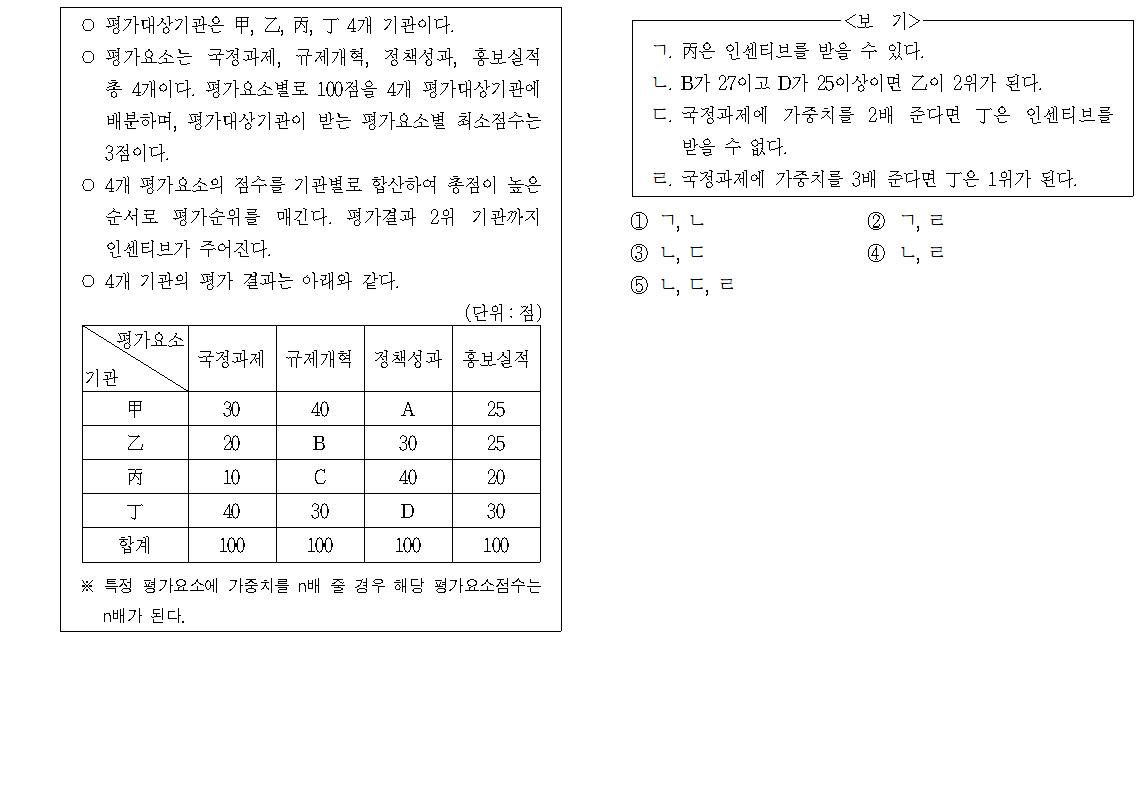 ○ 평가대상기관은 甲, 乙, 丙, 丁 4개 기관이다.
○ 평가요소는 국정과제, 규제개혁, 정책성과, 홍보실적
총 4개이다. 평가요소별로 100점을 4개 평가대상기관에
배분하며, 평가대상기관이 받는 평가요소별 최소점수는
3점이다.
○ 4개 평가요소의 점수를 기관별로 합산하여 총점이 높은
순서로 평가순위를 매긴다. 평가결과 2위 기관까지
인센티브가 주어진다.
○ 4개 기관의 평가 결과는 아래와 같다.
(단위 : 점)
평가요소
기관
국정과제 규제개혁 정책성과 홍보실적
甲 30 40 A 25
乙 20 B 30 25
丙 10 C 40 20
丁 40 30 D 30
합계 100 100 100 100
※ 특정 평가요소에 가중치를 n배 줄 경우 해당 평가요소점수는
n배가 된다.
<보 기>
ㄱ. 丙은 인센티브를 받을 수 있다.
ㄴ. B가 27이고 D가 25이상이면 乙이 2위가 된다.
ㄷ. 국정과제에 가중치를 2배 준다면 丁은 인센티브를
받을 수 없다.
ㄹ. 국정과제에 가중치를 3배 준다면 丁은 1위가 된다.
① ㄱ, ㄴ
② ㄱ, ㄹ
③ ㄴ, ㄷ
④ ㄴ, ㄹ
⑤ ㄴ, ㄷ, ㄹ